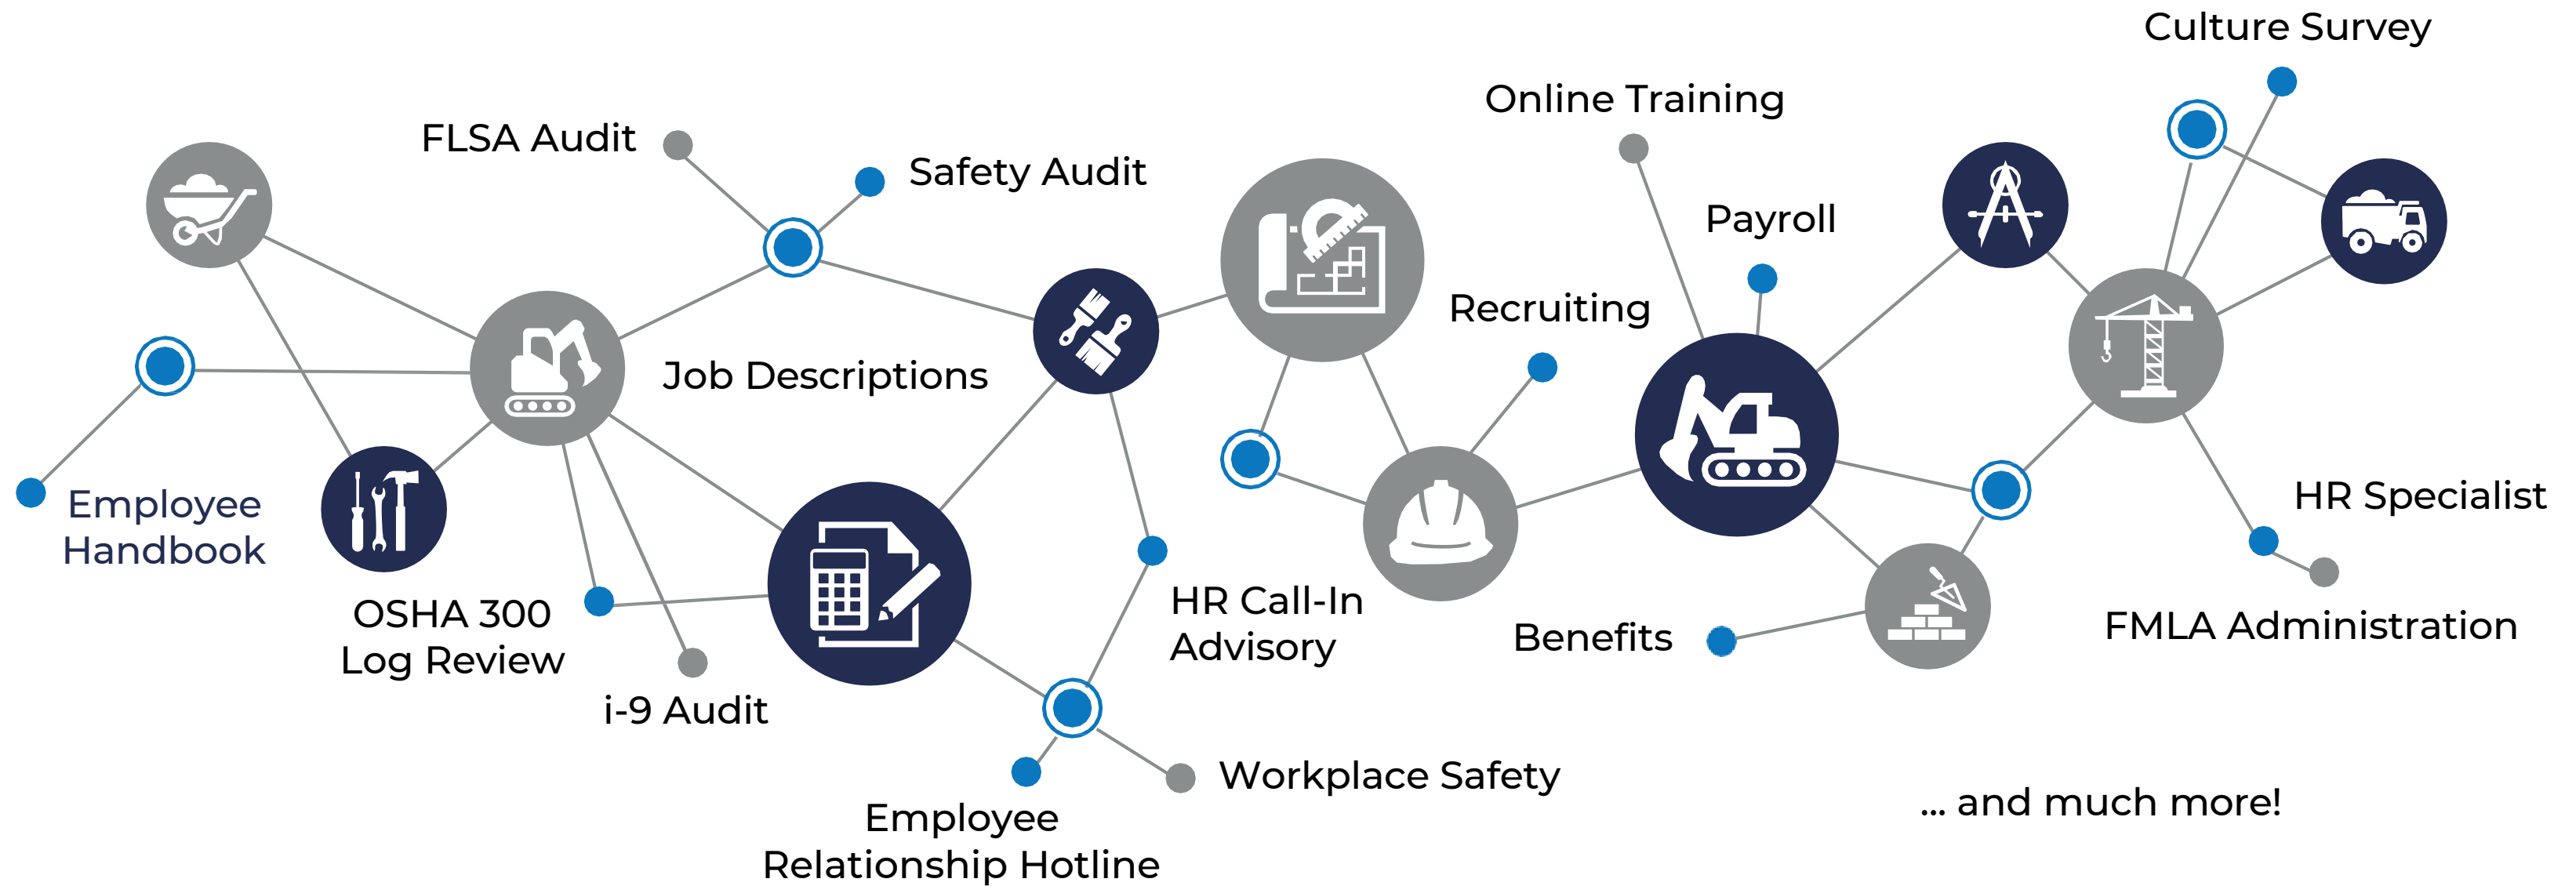 Culture Survey
Online Training
FLSA Audit
Safety Audit
Payroll
Recruiting
Job Descriptions
Employee
Handbook
HR Specialist
OSHA 300
Log Review
HR Call-In
Advisory
Benefits
FMLA Administration
i-9 Audit
Workplace Safety
... and much more!
Employee
Relationship Hotline